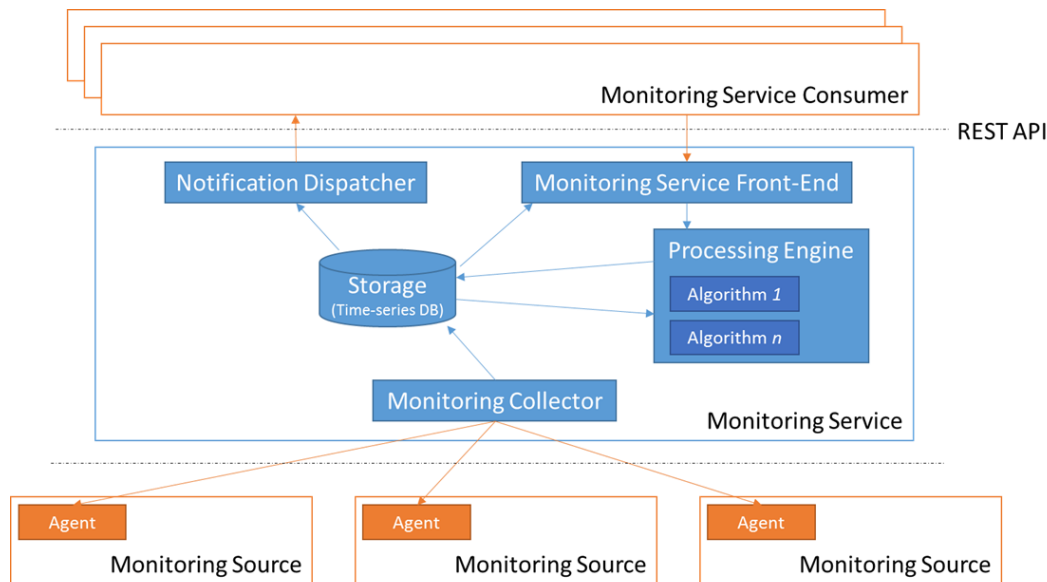 Monitoring Service Consumer
REST API
Notification Dispatcher
Monitoring Service Front-End
Processing Engine
Storage
(Time-series DB)
Algorithm 1
Algorithm n
Monitoring Collector
Monitoring Service
Agent
Monitoring Source
Agent
Monitoring Source
Agent
Monitoring Source